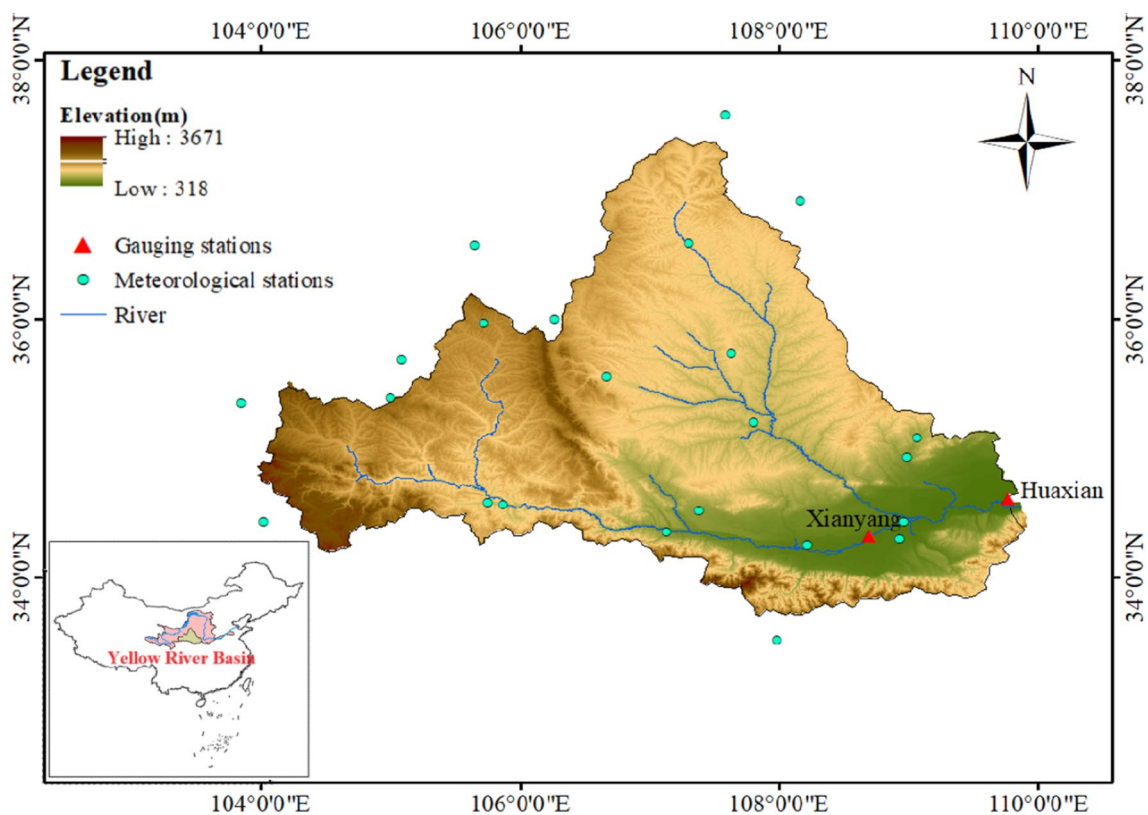 104°0'0"E 106°0'0"E 108°0'0"E 110°0'0"E
38°0'0"N
38°0'0"N
Legend
Elevation(m)
High : 3671
Low : 318
N
Gauging stations
Meteorological stations
River
36°0'0"N
36°0'0"N
Huaxian
Xianyang
34°0'0"N
34°0'0"N
Yellow River Basin
104°0'0"E 106°0'0"E 108°0'0"E 110°0'0"E